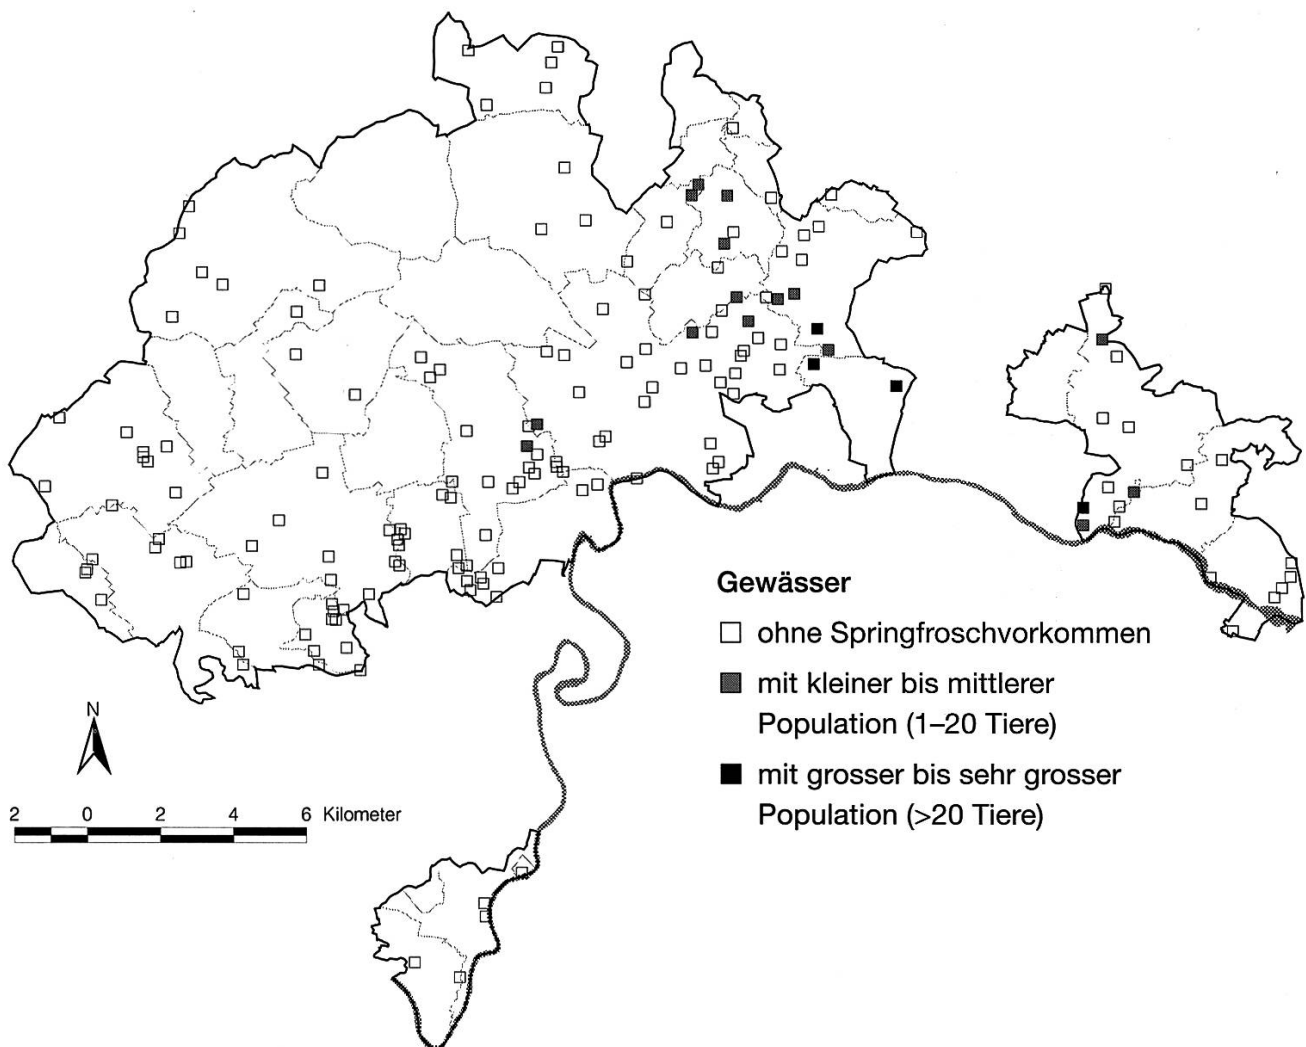 Gewässer
ohne Springfroschvorkommen
mit kleiner bis mittlerer
Population (1–20 Tiere)
mit grosser bis sehr grosser
Population (>20 Tiere)
N
2 0 2 4 6 Kilometer